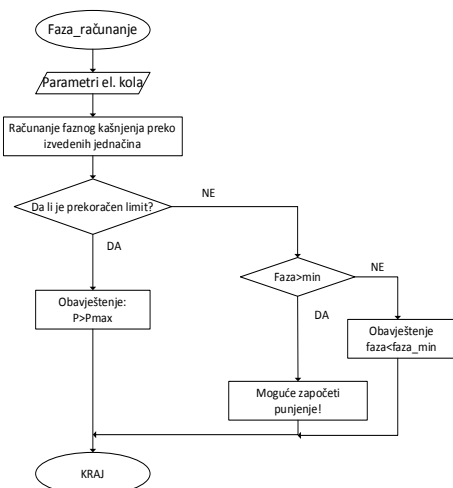 Faza_računanje
Parametri el. kola
Računanje faznog kašnjenja preko
izvedenih jednačina
Da li je prekoračen limit?
NE
DA
Faza>min
NE
DA
Obavještenje:
P>Pmax
Obavještenje
faza<faza_min
Moguće započeti
punjenje!
KRAJ